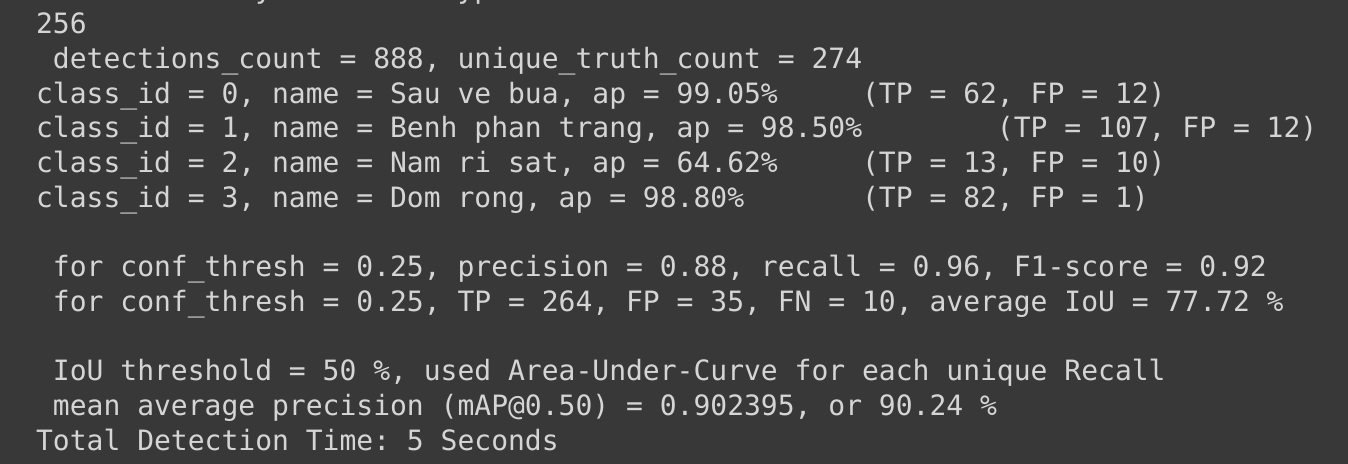 256
detections_count = 888, unique_truth_count = 274
class_id = 0, name = Sau ve bua, ap = 99.05% (TP = 62, FP = 12)
class_id = 1, name = Benh phan trang, ap = 98.50% (TP = 107, FP = 12)
class_id = 2, name = Nam ri sat, ap = 64.62% (TP = 13, FP = 10)
class_id = 3, name = Dom rong, ap = 98.80% (TP = 82, FP = 1)
for conf_thresh = 0.25, precision = 0.88, recall = 0.96, F1-score = 0.92
for conf_thresh = 0.25, TP = 264, FP = 35, FN = 10, average IoU = 77.72 %
IoU threshold = 50 %, used Area-Under-Curve for each unique Recall
mean average precision (mAP@0.50) = 0.902395, or 90.24 %
Total Detection Time: 5 Seconds